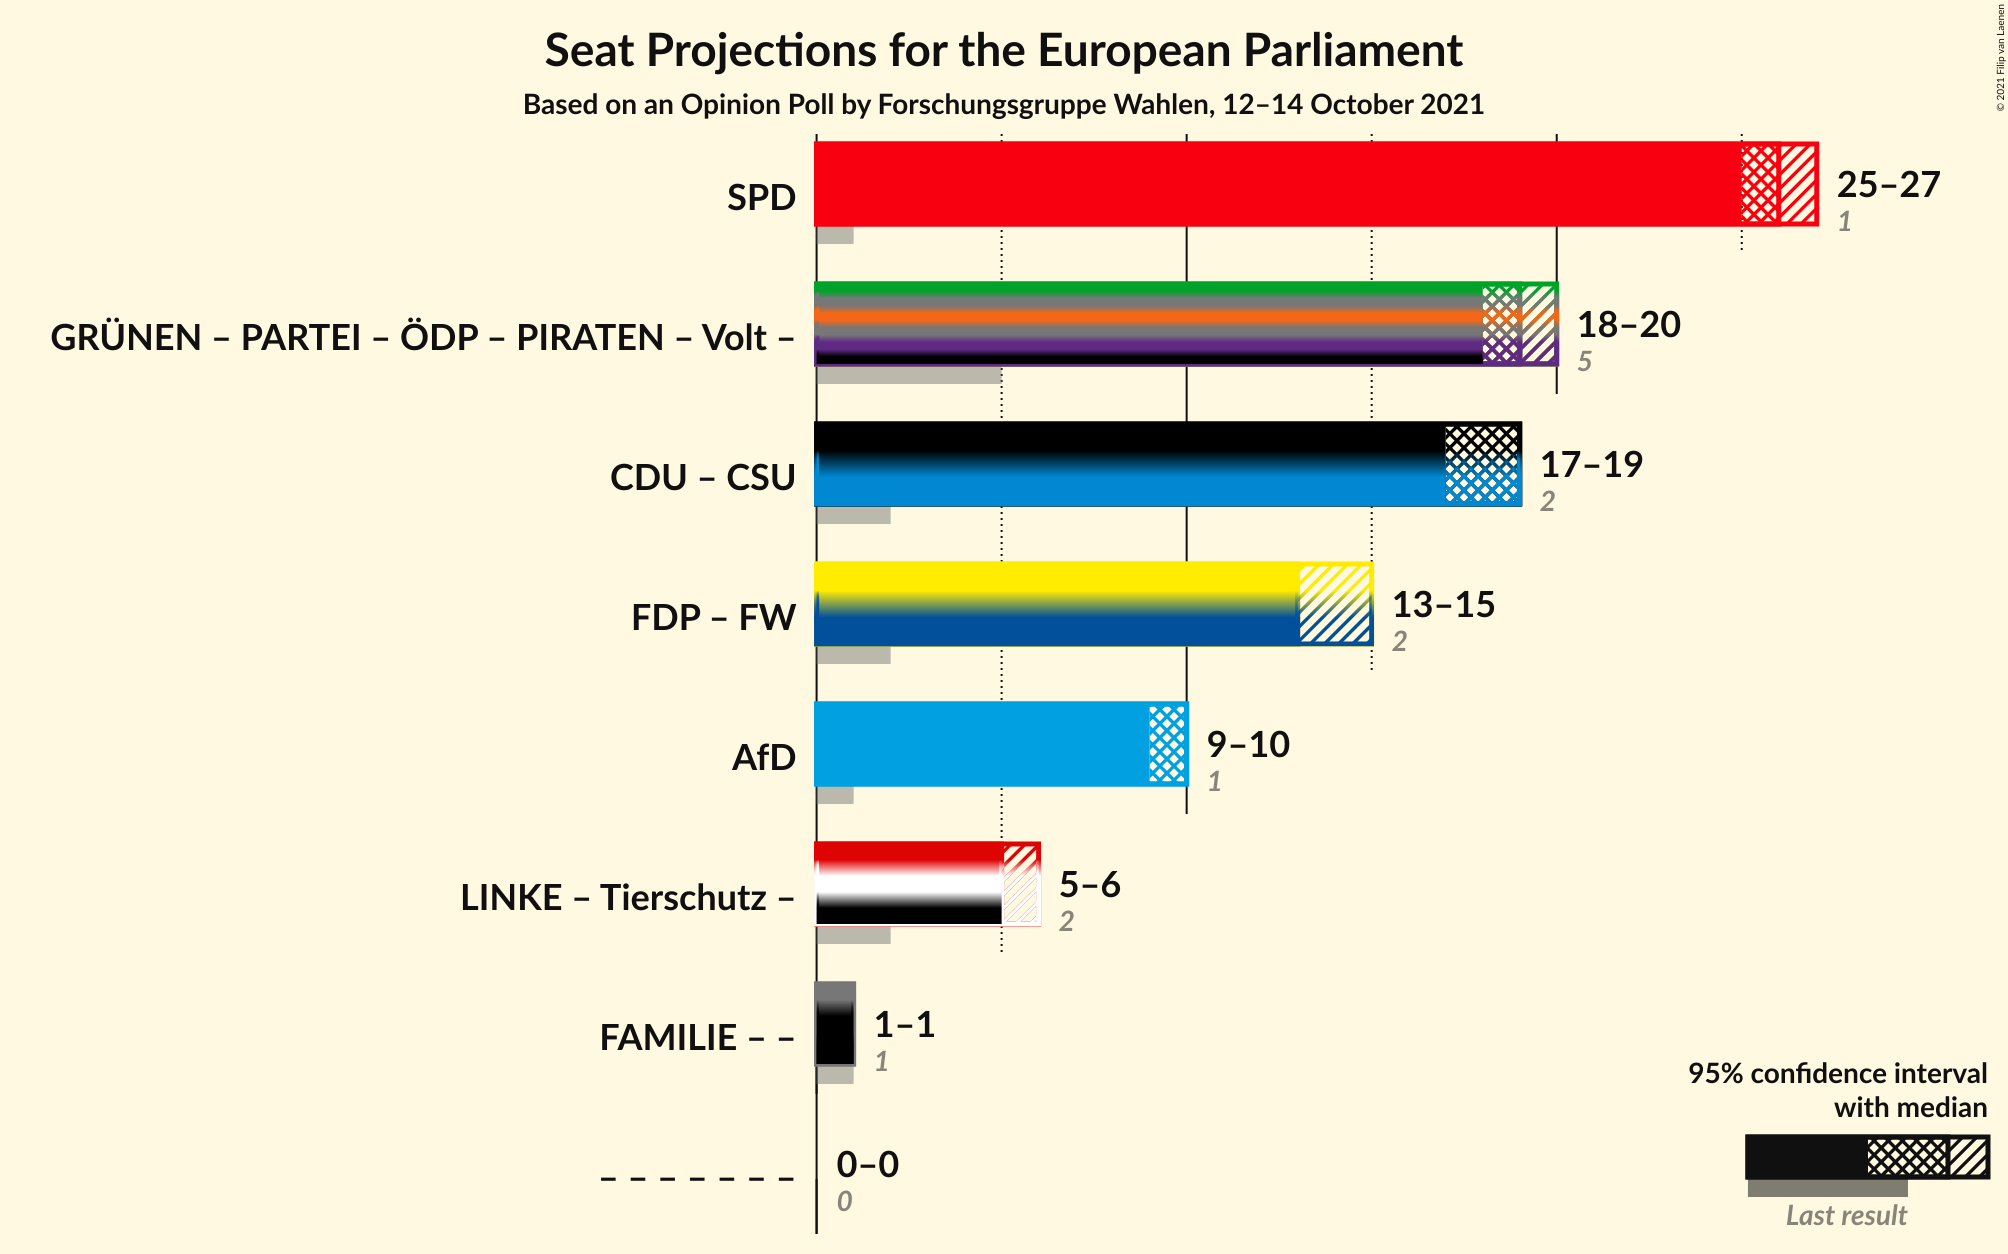 Seat Projections for the European Parliament
Based on an Opinion Poll by Forschungsgruppe Wahlen, 12–14 October 2021
© 2021 Filip van Laenen
SPD
25–27
1
GRÜNEN – PARTEI – ÖDP – PIRATEN – Volt –
18–20
5
CDU – CSU
17–19
2
FDP – FW
13–15
2
AfD
9–10
1
LINKE – Tierschutz –
5–6
2
FAMILIE – –
1–1
1
– – – – – – –
0–0
0
95% confidence interval
with median
Last result